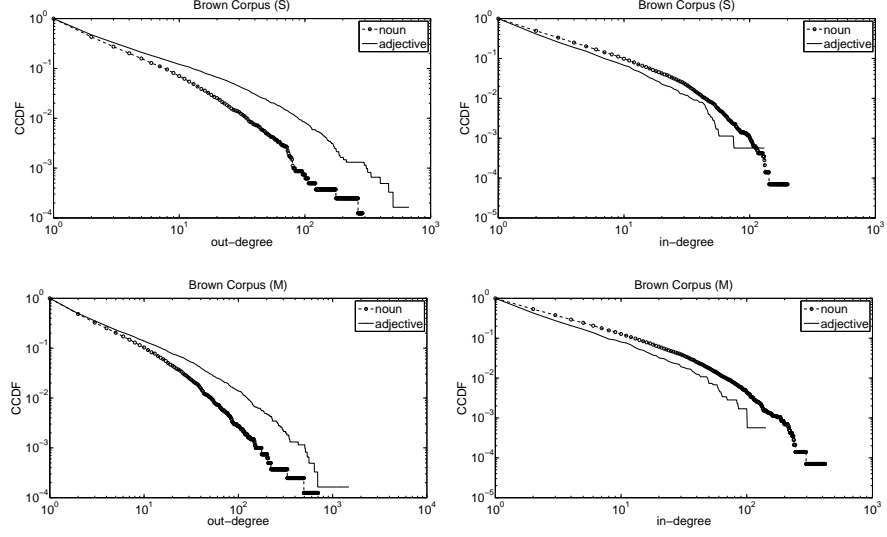 Brown Corpus (S)
10^0
10^-1
10^-2
10^-3
10^-4
CCDF
noun
adjective
10^0
10^1
10^2
10^3
out-degree
Brown Corpus (S)
10^0
10^-1
10^-2
10^-3
10^-4
10^-5
CCDF
noun
adjective
10^0
10^1
10^2
10^3
in-degree
Brown Corpus (M)
10^0
10^-1
10^-2
10^-3
10^-4
CCDF
noun
adjective
10^0
10^1
10^2
10^3
10^4
out-degree
Brown Corpus (M)
10^0
10^-1
10^-2
10^-3
10^-4
10^-5
CCDF
noun
adjective
10^0
10^1
10^2
10^3
in-degree